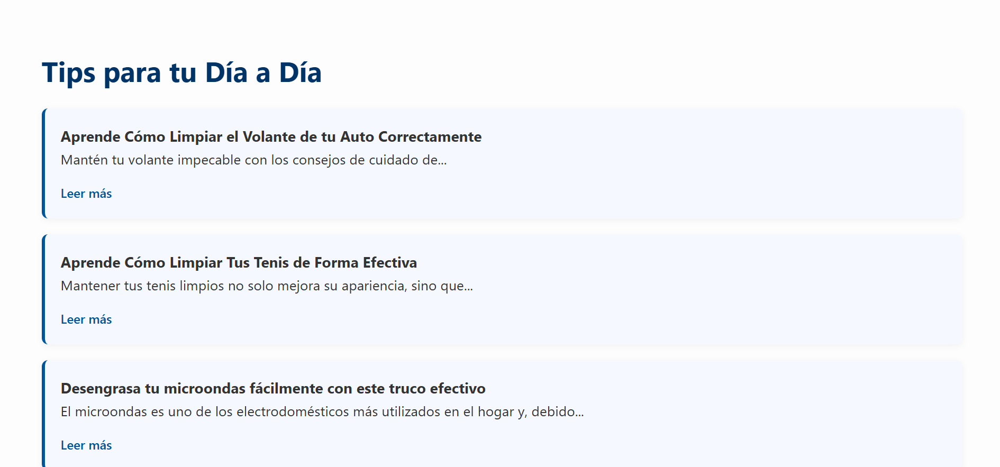 Tips para tu Día a Día
Aprende Cómo Limpiar el Volante de tu Auto Correctamente
Mantén tu volante impecable con los consejos de cuidado de...
Leer más
Aprende Cómo Limpiar Tus Tenis de Forma Efectiva
Mantener tus tenis limpios no solo mejora su apariencia, sino que...
Leer más
Desengrasa tu microondas fácilmente con este truco efectivo
El microondas es uno de los electrodomésticos más utilizados en el hogar y, debido...
Leer más